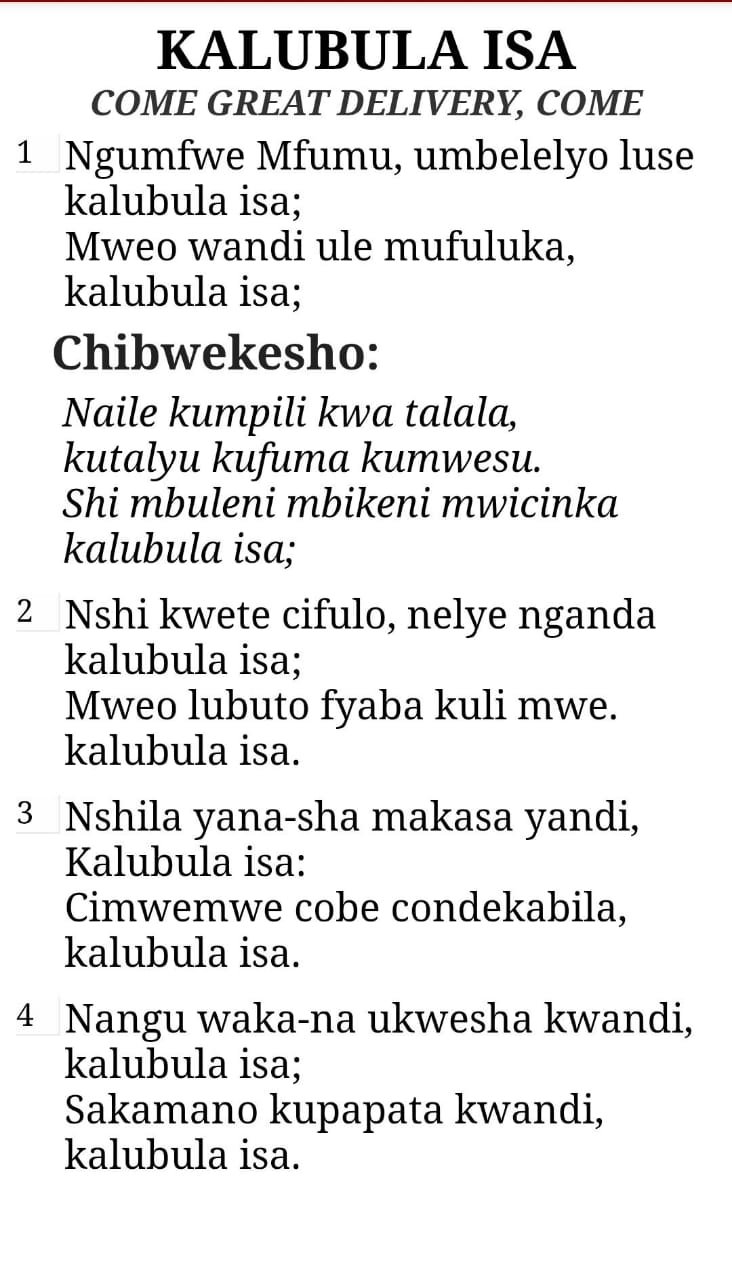 KALUBULA ISA
COME GREAT DELIVERY, COME
1 Ngumfwe Mfumu, umbelelyo luse
kalubula isa;
Mweo wandi ule mufuluka,
kalubula isa;
Chibwekesho:
Naile kumpili kwa talala,
kutalyu kufuma kumwesu.
Shi mbuleni mbikeni mwicinka
kalubula isa;
2 Nshi kwete cifulo, nelye nganda
kalubula isa;
Mweo lubuto fyaba kuli mwe.
kalubula isa.
3 Nshila yana-sha makasa yandi,
Kalubula isa:
Cimwemwe cobe condekabila,
kalubula isa.
4 Nangu waka-na ukwesha kwandi,
kalubula isa;
Sakamano kupapata kwandi,
kalubula isa.